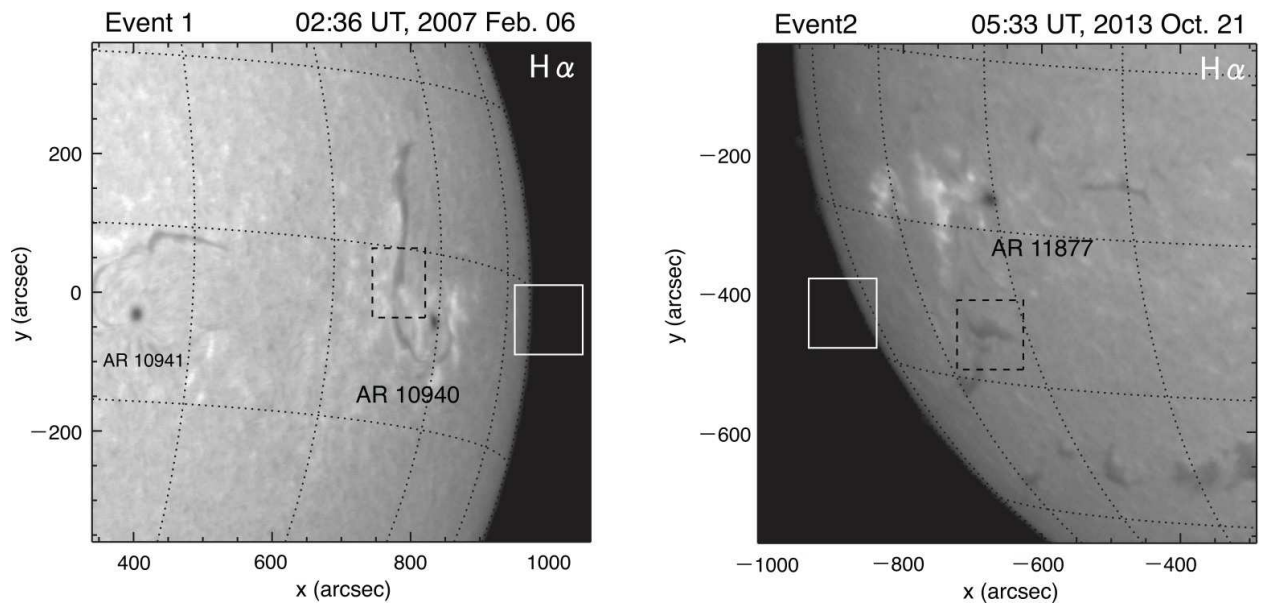 Event 1 02:36 UT, 2007 Feb. 06
H α
200
0
−200
y (arcsec)
AR 10941
AR 10940
400 600 800 1000
x (arcsec)
Event2 05:33 UT, 2013 Oct. 21
H α
−200
−400
−600
y (arcsec)
AR 11877
−1000 −800 −600 −400
x (arcsec)